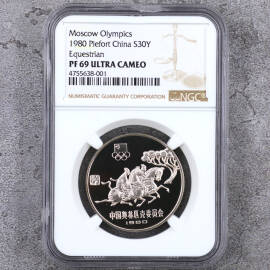 Moscow Olympics
1980 Piefort China S30Y
Equestrian
PF 69 ULTRA CAMEO
4755638-001
NUMISMATIC GUARANTY CORPORATION
NGC
中国奥林匹克委员会
1980